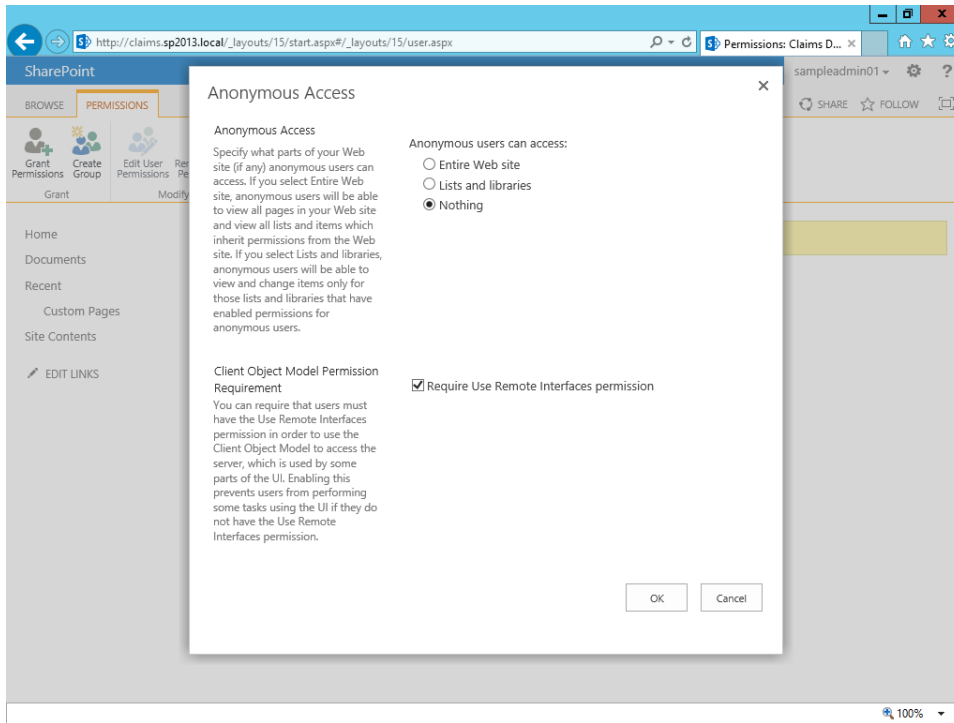 http://claims.sp2013.local/_layouts/15/start.aspx#/_layouts/15/user.aspx
Permissions: Claims D...
SharePoint
sampleadmin01
?
BROWSE
PERMISSIONS
SHARE
FOLLOW
Grant Permissions
Create Group
Edit User Permissions
Grant
Modify
Home
Documents
Recent
Custom Pages
Site Contents
EDIT LINKS
Anonymous Access
Anonymous Access
Specify what parts of your Web
site (if any) anonymous users can
access. If you select Entire Web
site, anonymous users will be able
to view all pages in your Web site
and view all lists and items which
inherit permissions from the Web
site. If you select Lists and libraries,
anonymous users will be able to
view and change items only for
those lists and libraries that have
enabled permissions for
anonymous users.
Anonymous users can access:
Entire Web site
Lists and libraries
Nothing
Client Object Model Permission
Requirement
You can require that users must
have the Use Remote Interfaces
permission in order to use the
Client Object Model to access the
server, which is used by some
parts of the UI. Enabling this
prevents users from performing
some tasks using the UI if they do
not have the Use Remote
Interfaces permission.
Require Use Remote Interfaces permission
OK
Cancel
100%